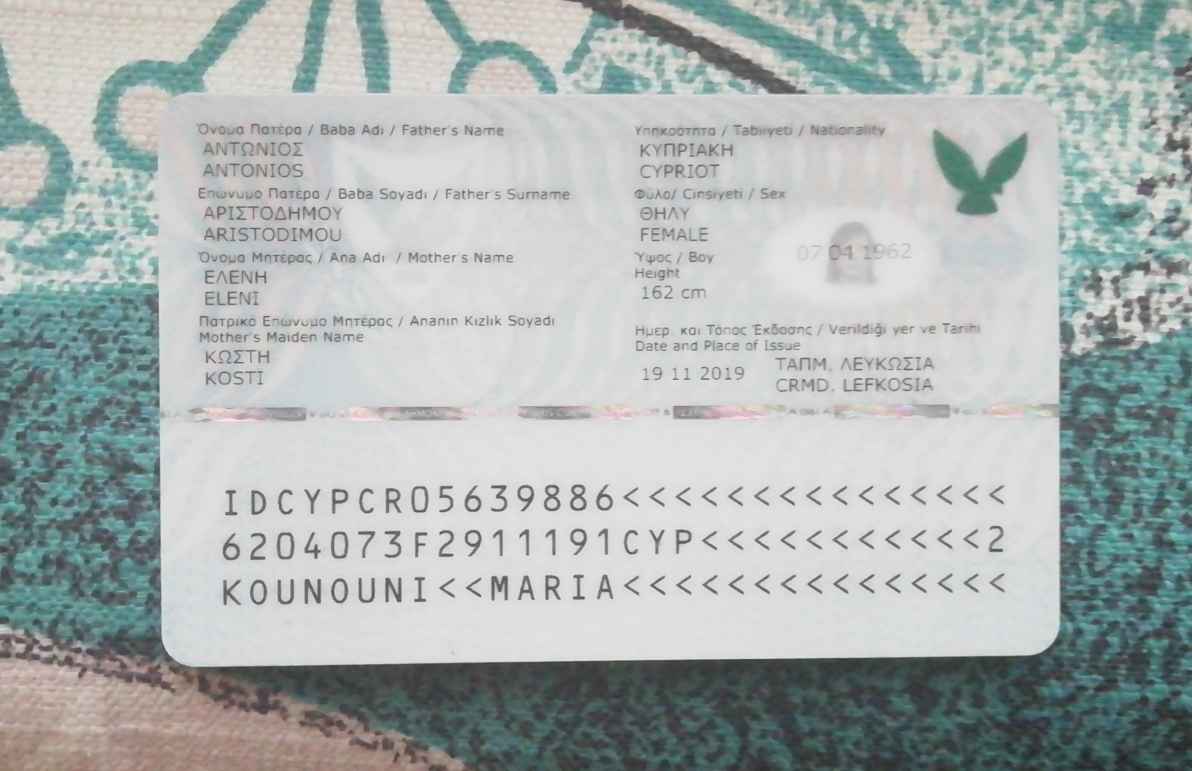 Όνομα Πατέρα / Baba Adı / Father's Name
ΑΝΤΩΝΙΟΣ
ANTONIOS
Επώνυμο Πατέρα / Baba Soyadı / Father's Surname
ΑΡΙΣΤΟΔΗΜΟΥ
ARISTODIMOU
Όνομα Μητέρας / Ana Adı / Mother's Name
ΕΛΕΝΗ
ELENI
Πατρικό Επώνυμο Μητέρας / Ananın Kızlık Soyadı
Mother's Maiden Name
ΚΩΣΤΗ
KOSTI
Υπηκοότητα / Tabiiyeti / Nationality
ΚΥΠΡΙΑΚΗ
CYPRIOT
Φύλο/ Cinsiyeti / Sex
ΘΗΛΥ
FEMALE
Ύψος / Boy
Height
162 cm
07 04 1962
Ημερ. και Τόπος Έκδοσης / Verildiği yer ve Tarihi
Date and Place of Issue
19 11 2019
ΤΑΠΜ. ΛΕΥΚΩΣΙΑ
CRMD. LEFKOSIA
IDCYPCR05639886<<<<<<<<<<<<<<<
6204073F2911191CYP<<<<<<<<<<<2
KOUNOUNI<<MARIA<<<<<<<<<<<<<<<